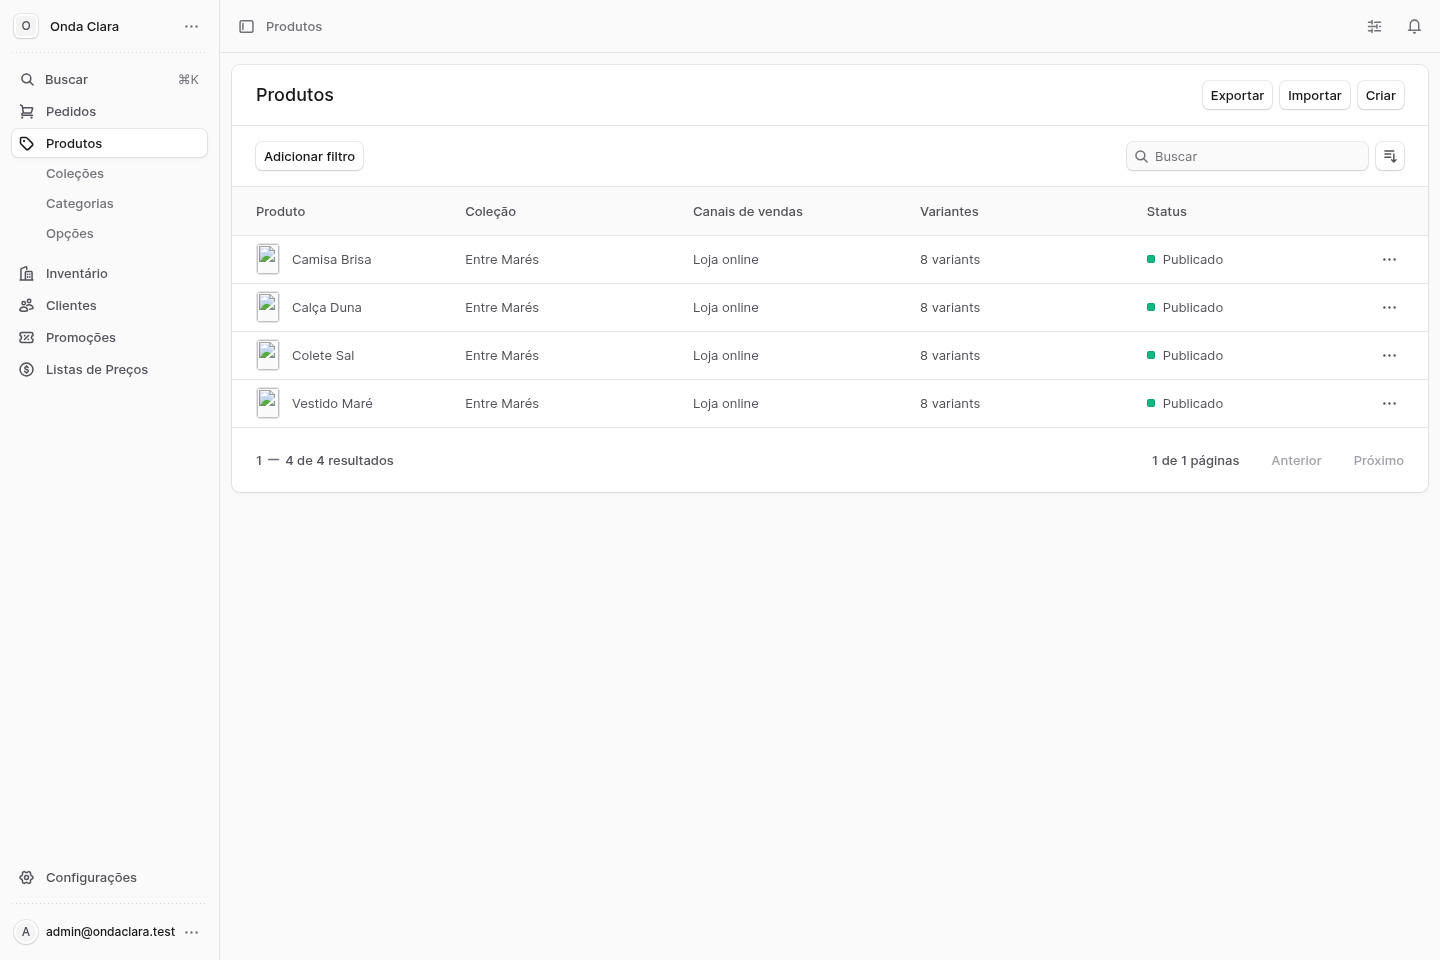 O Onda Clara
Produtos
Buscar ⌘K
Pedidos
Produtos
Coleções
Categorias
Opções
Inventário
Clientes
Promoções
Listas de Preços
Configurações
A admin@ondaclara.test
Produtos
Exportar Importar Criar
Adicionar filtro
Buscar
Produto Coleção Canais de vendas Variantes Status
Camisa Brisa Entre Marés Loja online 8 variants Publicado
Calça Duna Entre Marés Loja online 8 variants Publicado
Colete Sal Entre Marés Loja online 8 variants Publicado
Vestido Maré Entre Marés Loja online 8 variants Publicado
1 — 4 de 4 resultados
1 de 1 páginas Anterior Próximo